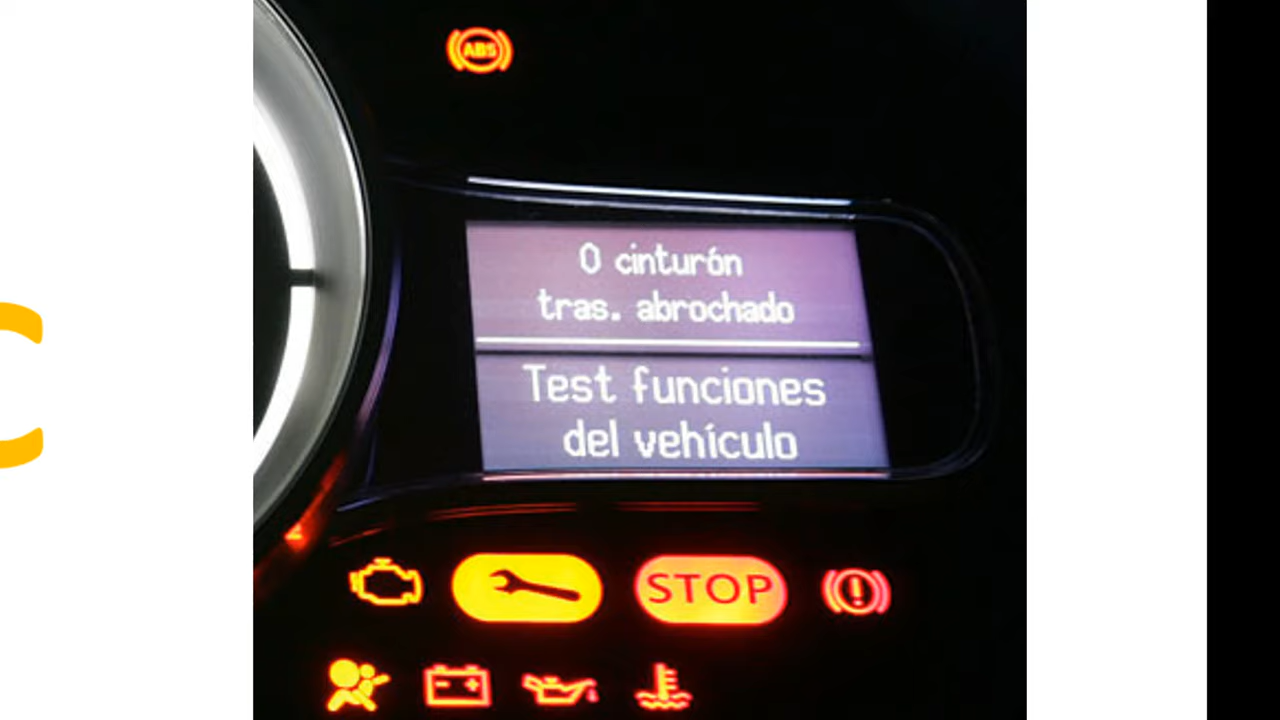 ABS
0 cinturón
tras. abrochado
Test funciones
del vehículo
STOP